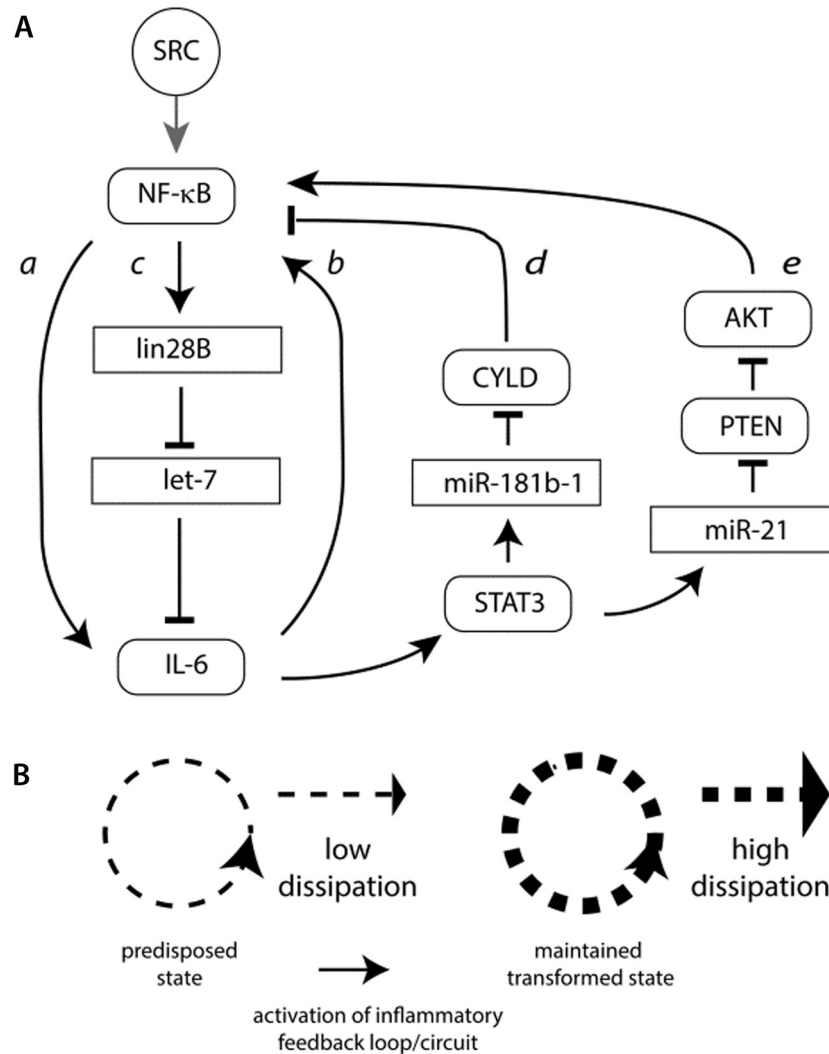 A
SRC
NF-κB
a
c
b
d
e
lin28B
let-7
IL-6
CYLD
miR-181b-1
STAT3
AKT
PTEN
miR-21
B
low
dissipation
high
dissipation
predisposed
state
maintained
transformed state
activation of inflammatory
feedback loop/circuit